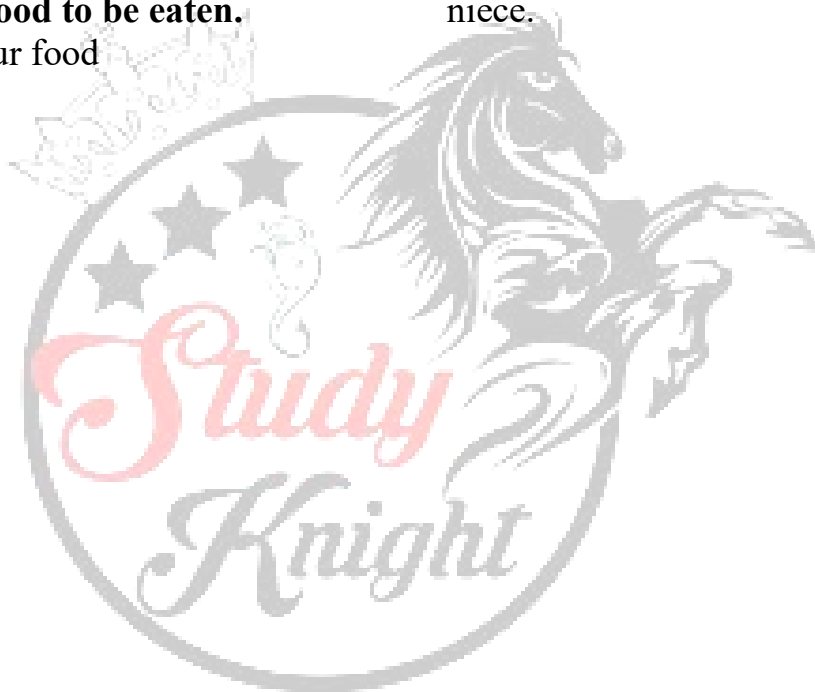 ood to be eaten.
niece.
ur food
Study
Knight